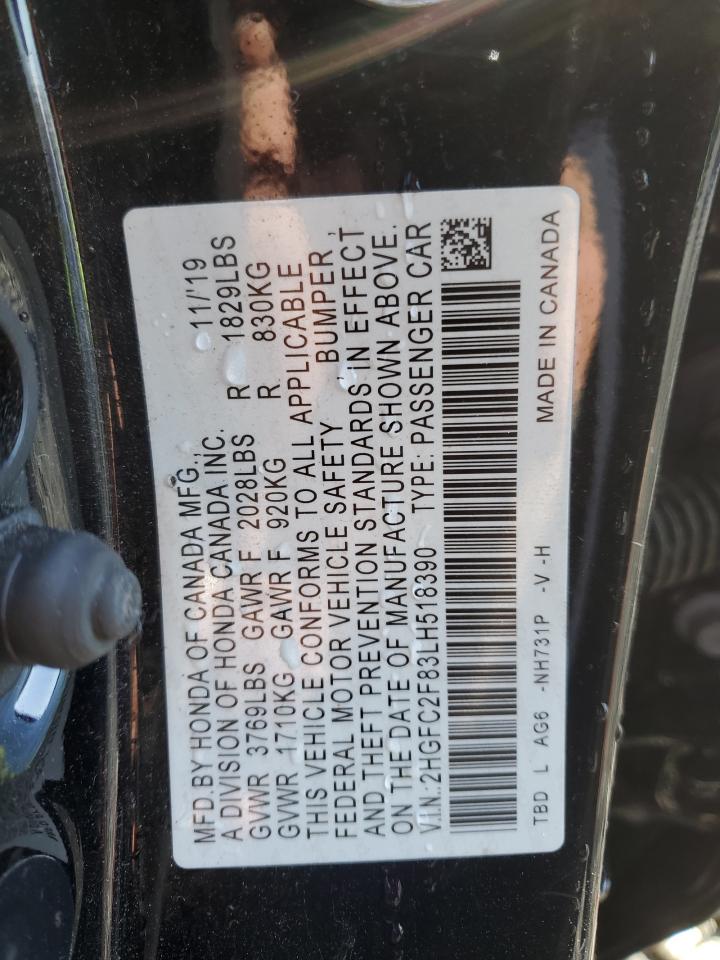 MFD.BY HONDA OF CANADA MFG., 11/'19
A DIVISION OF HONDA CANADA INC.
GVWR 3769LBS GAWR F 2028LBS R 1829LBS
GVWR 1710KG GAWR F 920KG R 830KG
THIS VEHICLE CONFORMS TO ALL APPLICABLE
FEDERAL MOTOR VEHICLE SAFETY, BUMPER,
AND THEFT PREVENTION STANDARDS IN EFFECT
ON THE DATE OF MANUFACTURE SHOWN ABOVE.
V.I.N.:2HGFC2F83LH518390 TYPE: PASSENGER CAR
TBD L AG6 -NH731P -V -H MADE IN CANADA